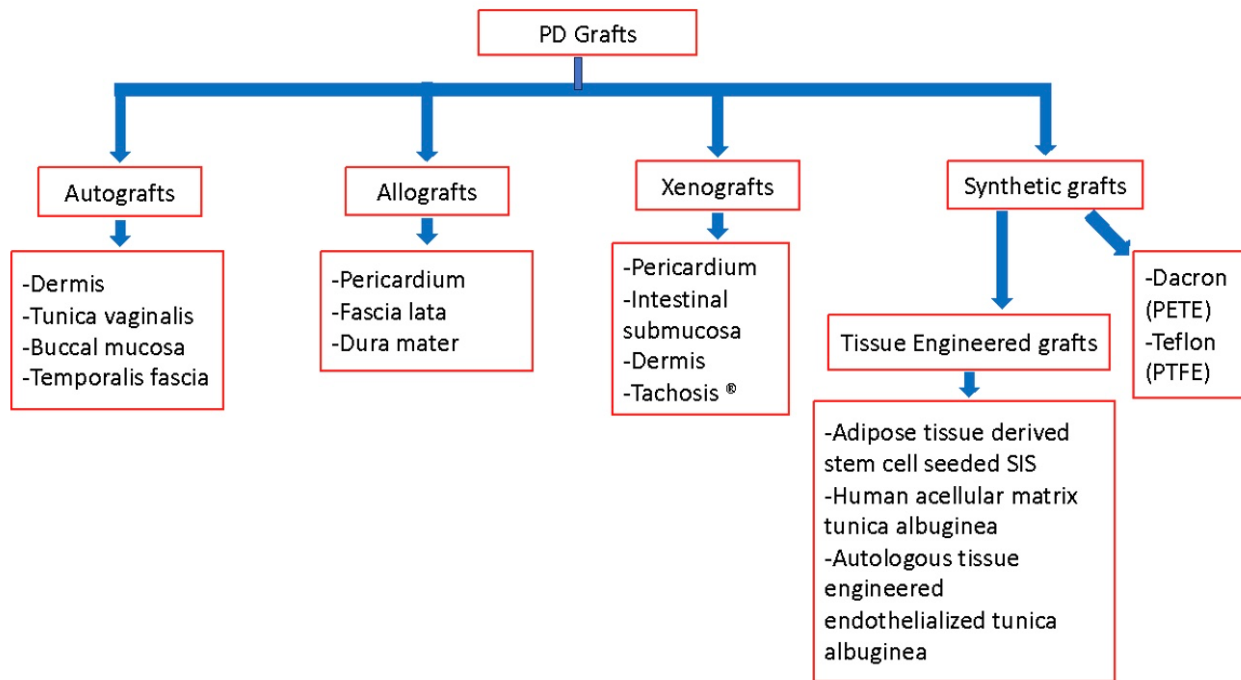 PD Grafts
Autografts
Allografts
Xenografts
Synthetic grafts
-Dermis
-Tunica vaginalis
-Buccal mucosa
-Temporalis fascia
-Pericardium
-Fascia lata
-Dura mater
-Pericardium
-Intestinal
submucosa
-Dermis
-Tachosis ®
Tissue Engineered grafts
-Dacron
(PETE)
-Teflon
(PTFE)
-Adipose tissue derived
stem cell seeded SIS
-Human acellular matrix
tunica albuginea
-Autologous tissue
engineered
endothelialized tunica
albuginea